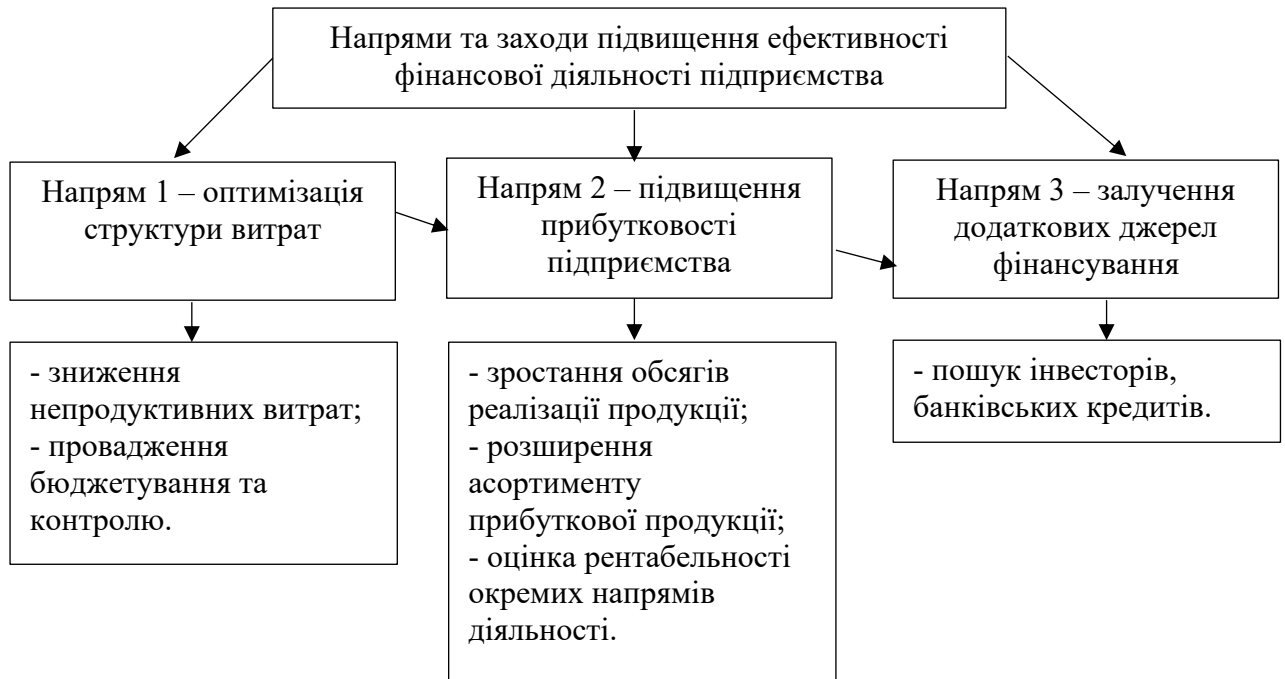 Напрями та заходи підвищення ефективності
фінансової діяльності підприємства
Напрям 1 – оптимізація
структури витрат
Напрям 2 – підвищення
прибутковості
підприємства
Напрям 3 – залучення
додаткових джерел
фінансування
- зниження
непродуктивних витрат;
- провадження
бюджетування та
контролю.
- зростання обсягів
реалізації продукції;
- розширення
асортименту
прибуткової продукції;
- оцінка рентабельності
окремих напрямів
діяльності.
- пошук інвесторів,
банківських кредитів.